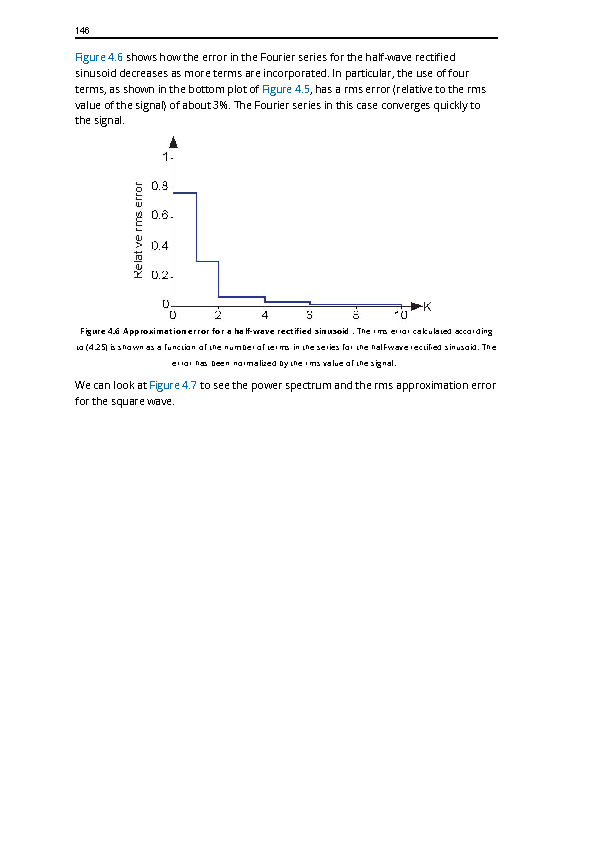 146
Figure 4.6 shows how the error in the Fourier series for the half-wave rectified
sinusoid decreases as more terms are incorporated. In particular, the use of four
terms, as shown in the bottom plot of Figure 4.5, has a rms error (relative to the rms
value of the signal) of about 3%. The Fourier series in this case converges quickly to
the signal.
1
0.8
0.6
0.4
0.2
0
Relative rms error
0 2 4 6 8 10 K
Figure 4.6 Approximation error for a half-wave rectified sinusoid . The rms error calculated according
to (4.25) is shown as a function of the number of terms in the series for the half-wave rectified sinusoid. The
error has been normalized by the rms value of the signal.
We can look at Figure 4.7 to see the power spectrum and the rms approximation error
for the square wave.